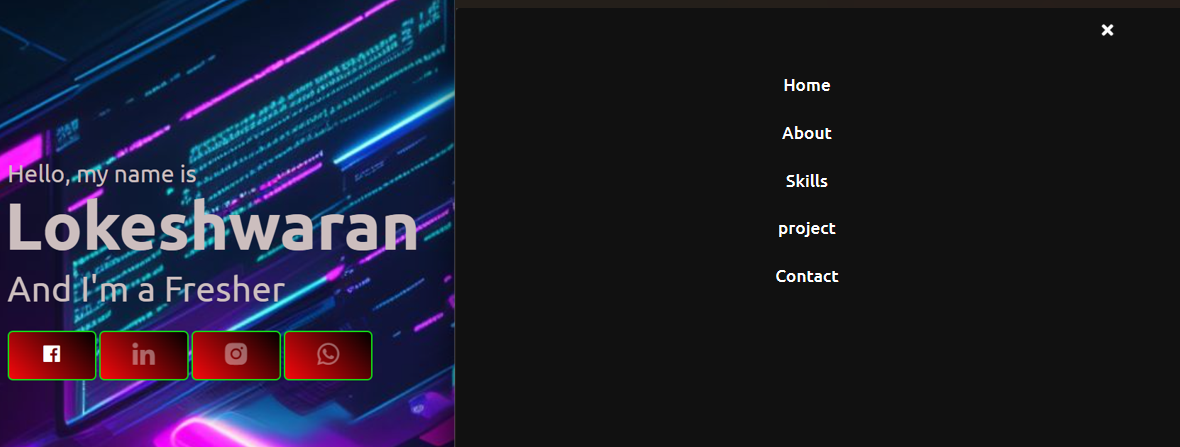 Hello, my name is
Lokeshwaran
And I'm a Fresher
Home
About
Skills
project
Contact